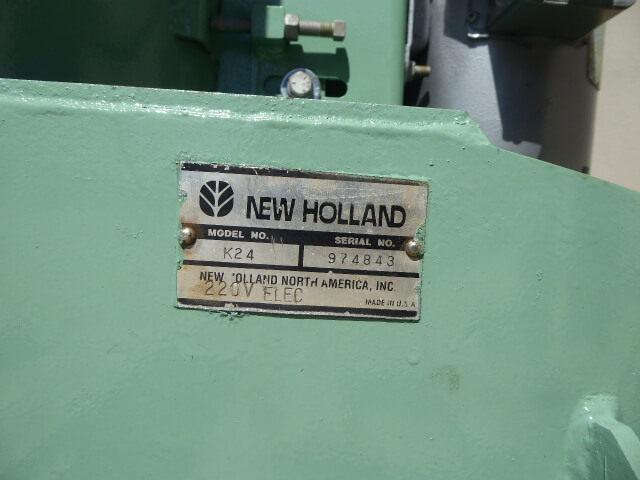 NEW HOLLAND
MODEL NO. SERIAL NO.
K24 974843
NEW HOLLAND NORTH AMERICA, INC.
220V ELEC
MADE IN U.S.A